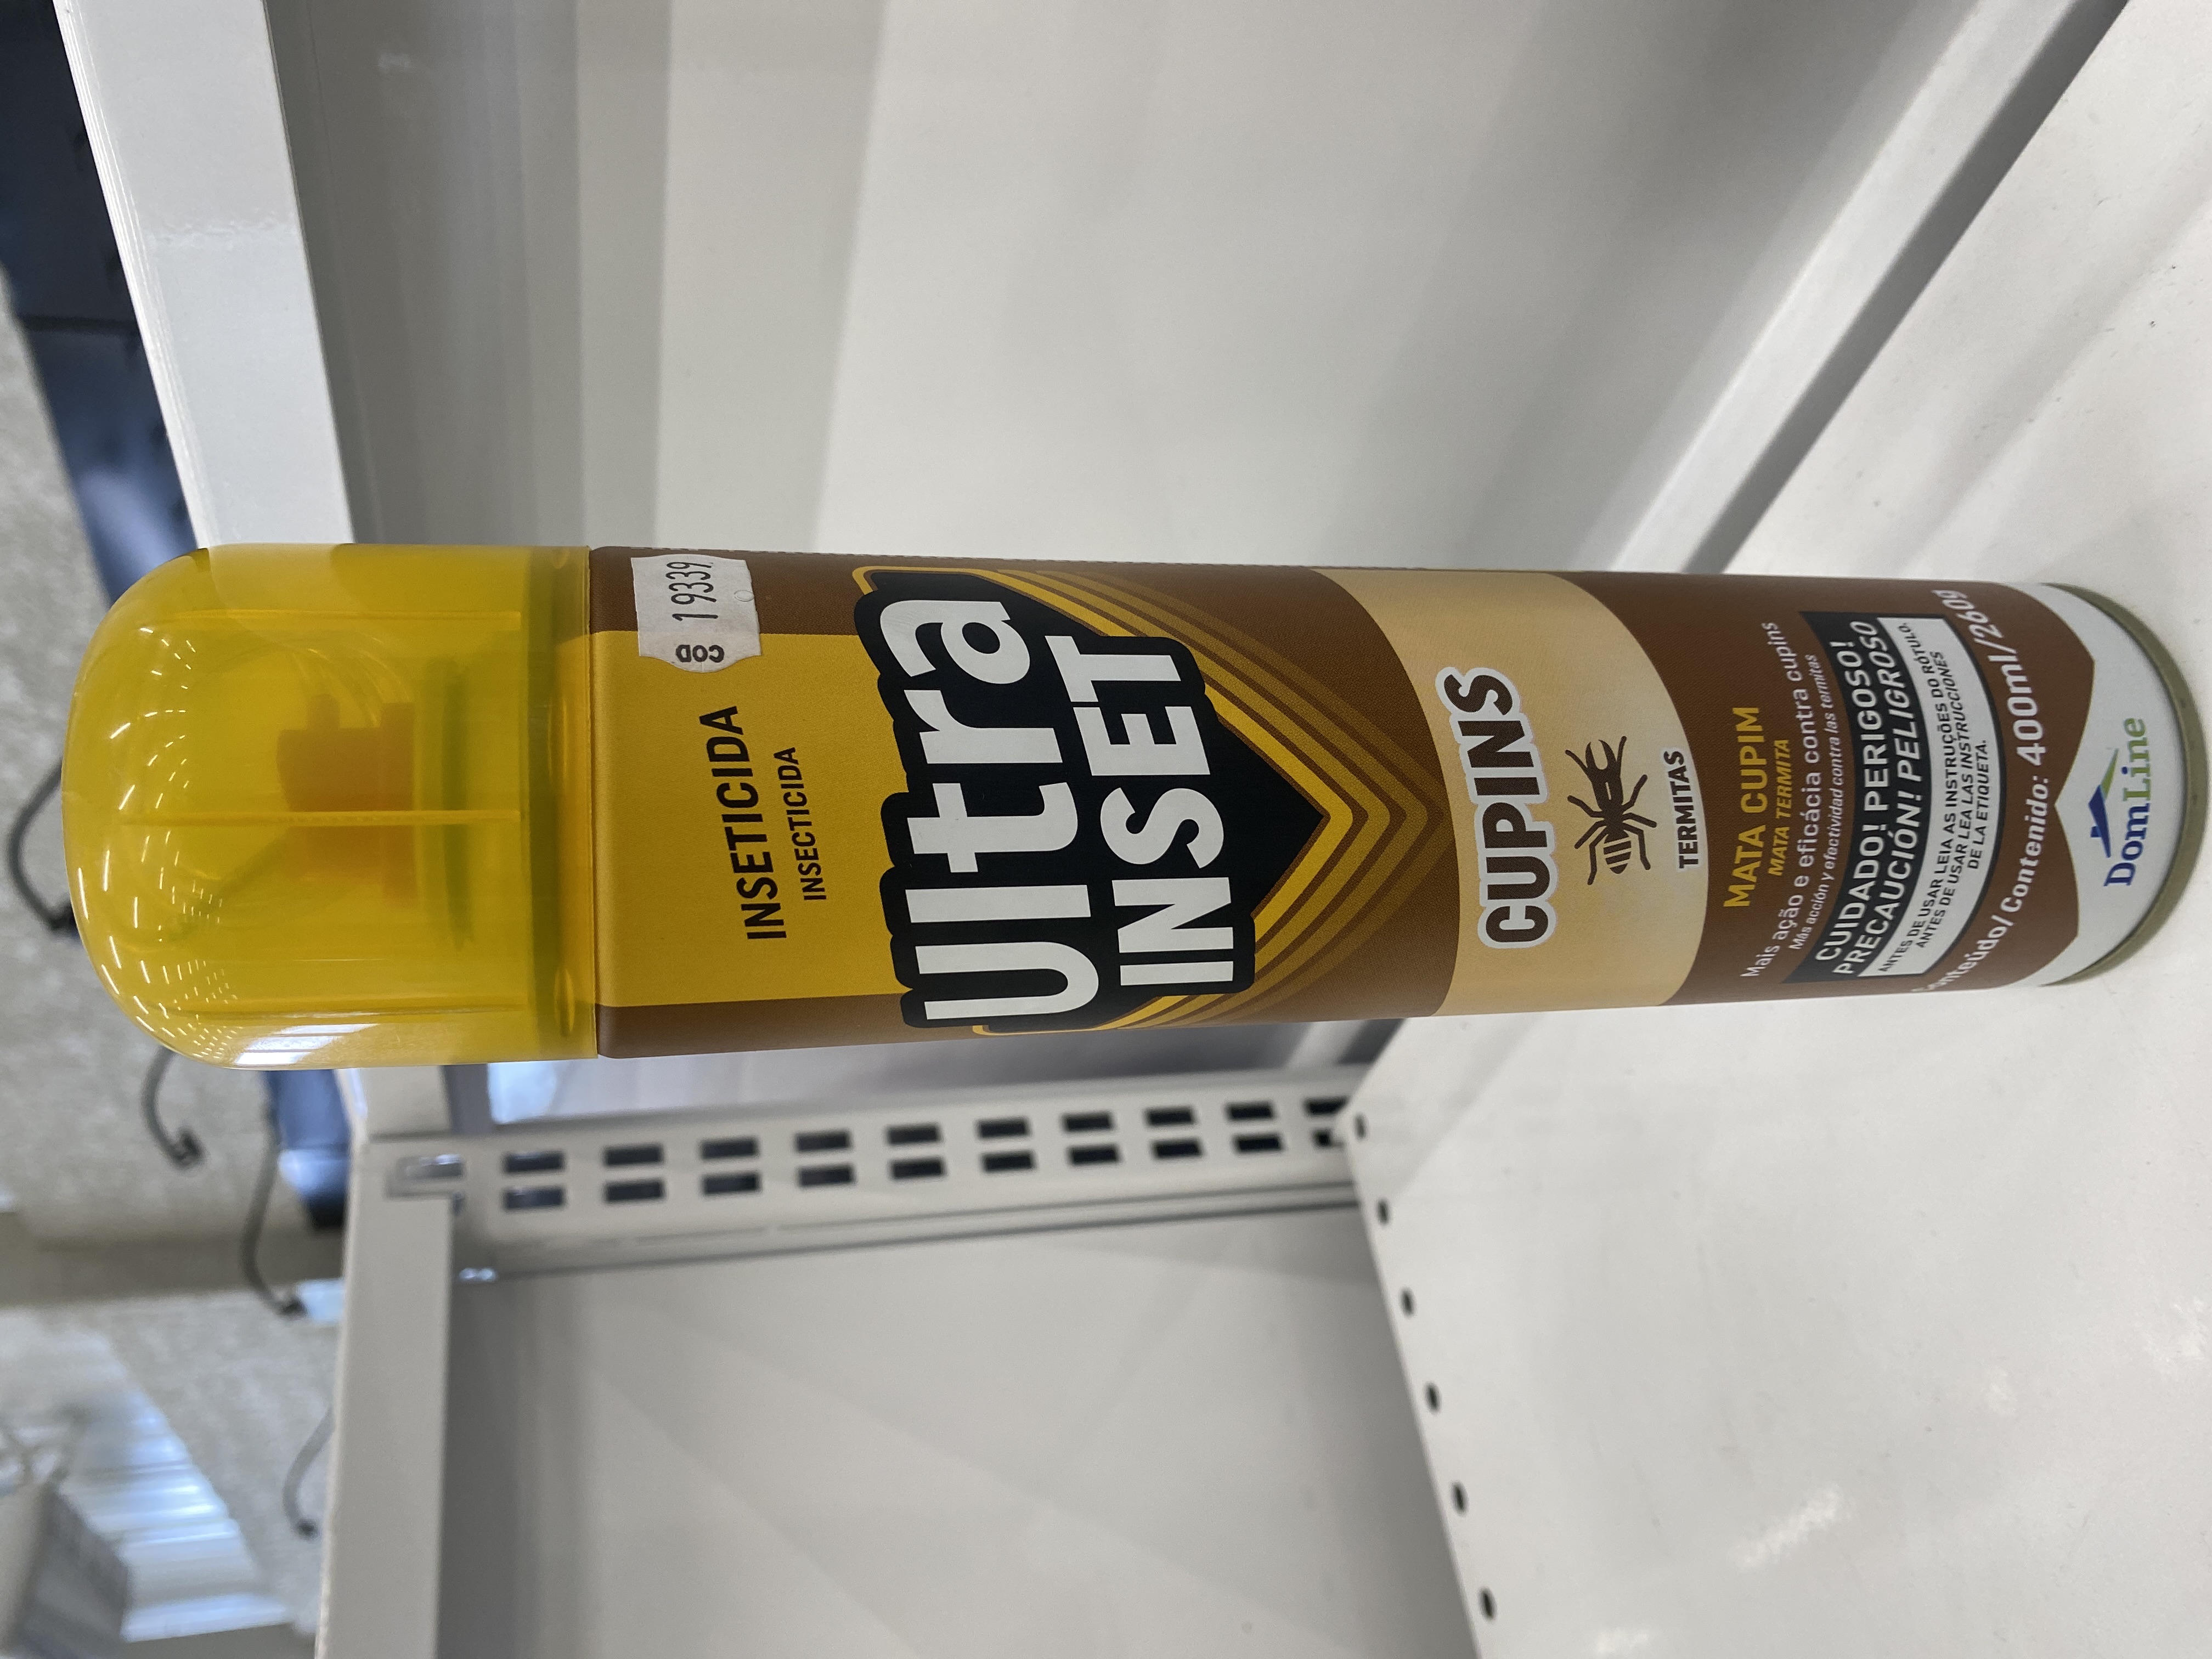 8 19339
INSETICIDA
INSECTICIDA
Ultra
INSET
CUPINS
TERMITAS
MATA CUPIM
MATA TERMITA
Mais ação e eficácia contra cupins
Más acción y efectividad contra las termitas
CUIDADO! PERIGOSO!
PRECAUCIÓN! PELIGROSO
ANTES DE USAR LEIA AS INSTRUÇÕES DO RÓTULO.
ANTES DE USAR LEA LAS INSTRUCCIONES
DE LA ETIQUETA.
Conteúdo/Contenido: 400ml/260g
DomLine